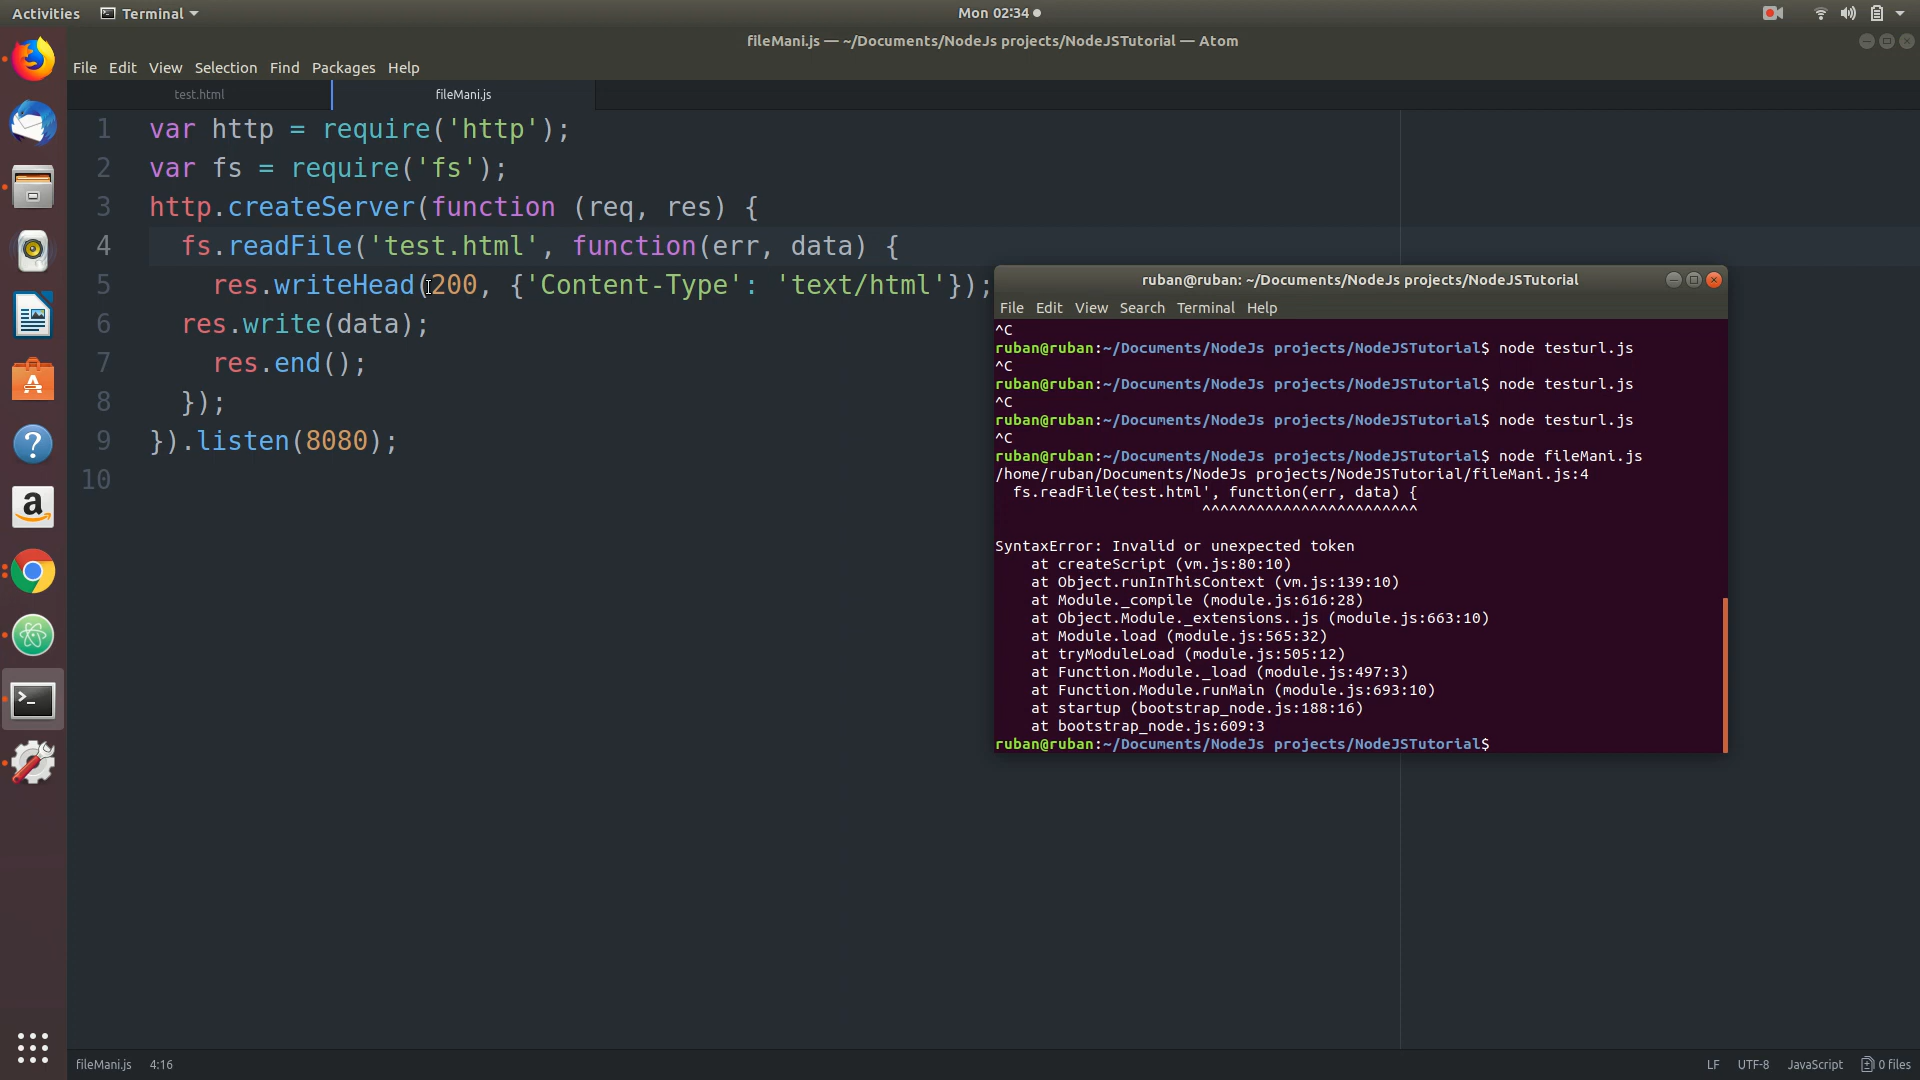 Activities
Terminal
Mon 02:34
fileMani.js — ~/Documents/NodeJs projects/NodeJSTutorial — Atom
File Edit View Selection Find Packages Help
test.html
fileMani.js
1 var http = require('http');
2 var fs = require('fs');
3 http.createServer(function (req, res) {
4 fs.readFile('test.html', function(err, data) {
5 res.writeHead(200, {'Content-Type': 'text/html'});
6 res.write(data);
7 res.end();
8 });
9 }).listen(8080);
10
ruban@ruban: ~/Documents/NodeJs projects/NodeJSTutorial
File Edit View Search Terminal Help
^C
ruban@ruban:~/Documents/NodeJs projects/NodeJSTutorial$ node testurl.js
^C
ruban@ruban:~/Documents/NodeJs projects/NodeJSTutorial$ node testurl.js
^C
ruban@ruban:~/Documents/NodeJs projects/NodeJSTutorial$ node testurl.js
^C
ruban@ruban:~/Documents/NodeJs projects/NodeJSTutorial$ node fileMani.js
/home/ruban/Documents/NodeJs projects/NodeJSTutorial/fileMani.js:4
fs.readFile(test.html', function(err, data) {
^^^^^^^^^^^^^^^^^^^^^^^^
SyntaxError: Invalid or unexpected token
at createScript (vm.js:80:10)
at Object.runInThisContext (vm.js:139:10)
at Module._compile (module.js:616:28)
at Object.Module._extensions..js (module.js:663:10)
at Module.load (module.js:565:32)
at tryModuleLoad (module.js:505:12)
at Function.Module._load (module.js:497:3)
at Function.Module.runMain (module.js:693:10)
at startup (bootstrap_node.js:188:16)
at bootstrap_node.js:609:3
ruban@ruban:~/Documents/NodeJs projects/NodeJSTutorial$
fileMani.js 4:16
LF UTF-8 JavaScript 0 files